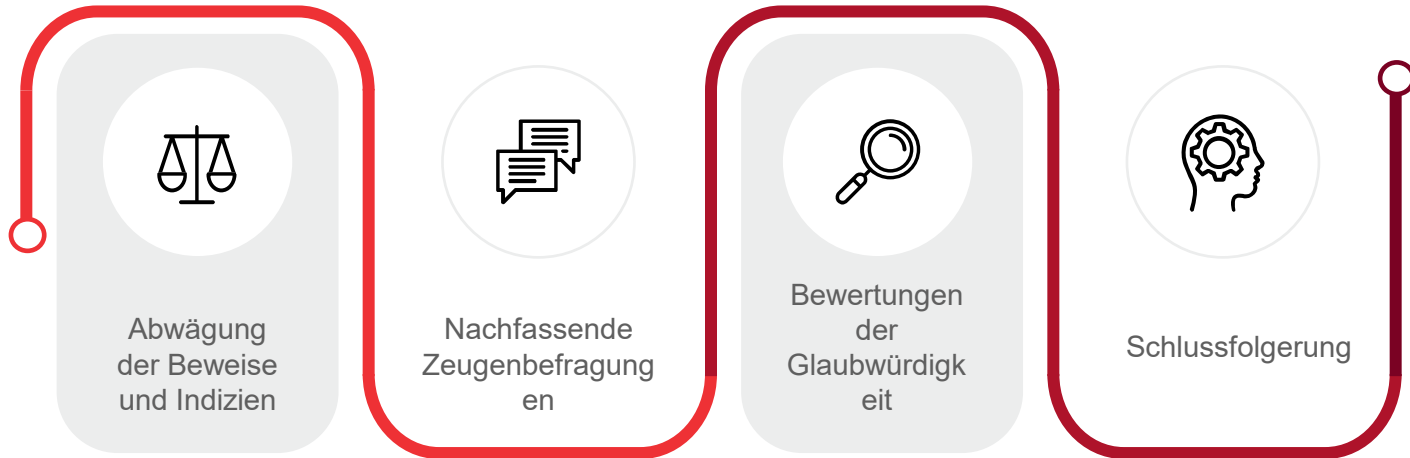 Abwägung
der Beweise
und Indizien
Nachfassende
Zeugenbefragung
en
Bewertungen
der
Glaubwürdigk
eit
Schlussfolgerung